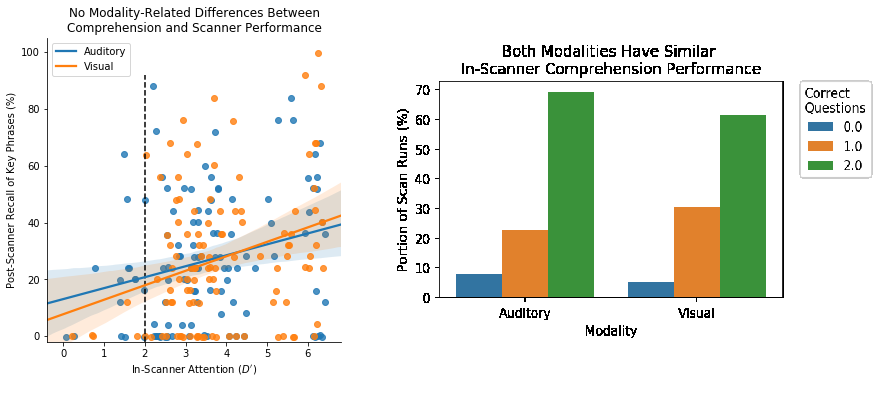 No Modality-Related Differences Between
Comprehension and Scanner Performance
100
80
60
40
20
0
Post-Scanner Recall of Key Phrases (%)
Auditory
Visual
0 1 2 3 4 5 6
In-Scanner Attention (D′)
Both Modalities Have Similar
In-Scanner Comprehension Performance
70
60
50
40
30
20
10
0
Portion of Scan Runs (%)
Auditory Visual
Modality
Correct
Questions
0.0
1.0
2.0